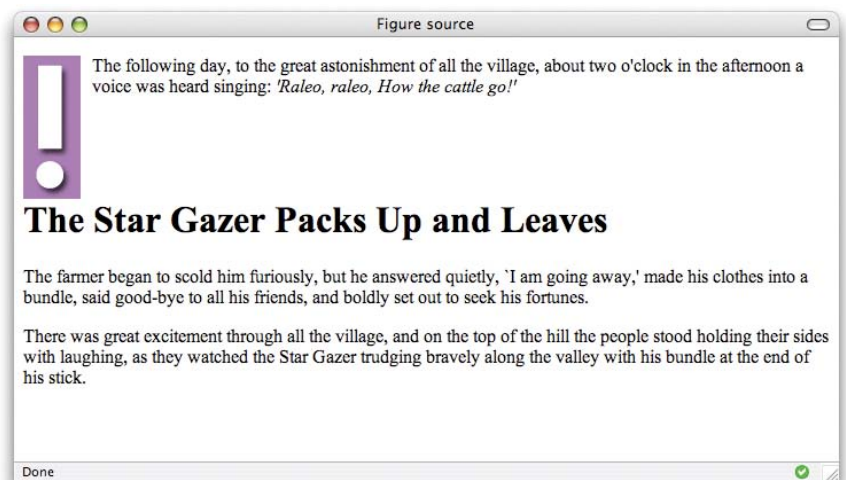 Figure source
The following day, to the great astonishment of all the village, about two o'clock in the afternoon a
voice was heard singing: 'Raleo, raleo, How the cattle go!'
!
The Star Gazer Packs Up and Leaves
The farmer began to scold him furiously, but he answered quietly, `I am going away,' made his clothes into a
bundle, said good-bye to all his friends, and boldly set out to seek his fortunes.
There was great excitement through all the village, and on the top of the hill the people stood holding their sides
with laughing, as they watched the Star Gazer trudging bravely along the valley with his bundle at the end of
his stick.
Done